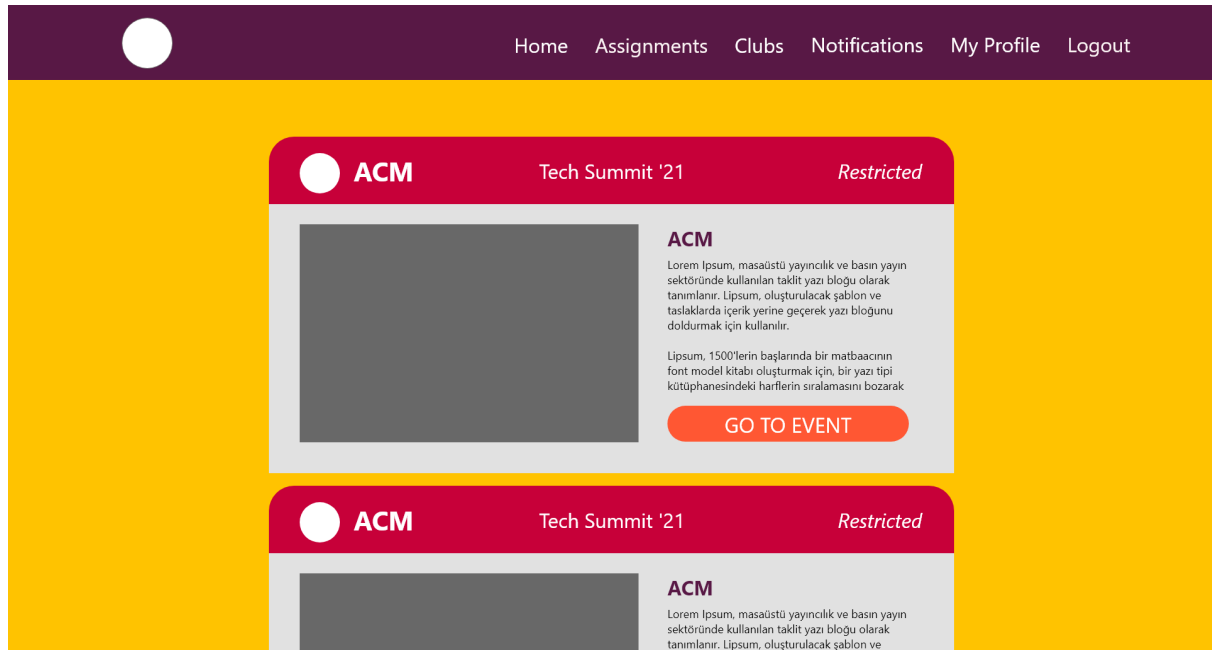 Home Assignments Clubs Notifications My Profile Logout
ACM Tech Summit '21 Restricted
ACM
Lorem Ipsum, masaüstü yayıncılık ve basın yayın
sektöründe kullanılan taklit yazı bloğu olarak
tanımlanır. Lipsum, oluşturulacak şablon ve
taslaklarda içerik yerine geçerek yazı bloğunu
doldurmak için kullanılır.
Lipsum, 1500'lerin başlarında bir matbaacının
font model kitabı oluşturmak için, bir yazı tipi
kütüphanesindeki harflerin sıralamasını bozarak
GO TO EVENT
ACM Tech Summit '21 Restricted
ACM
Lorem Ipsum, masaüstü yayıncılık ve basın yayın
sektöründe kullanılan taklit yazı bloğu olarak
tanımlanır. Lipsum, oluşturulacak şablon ve